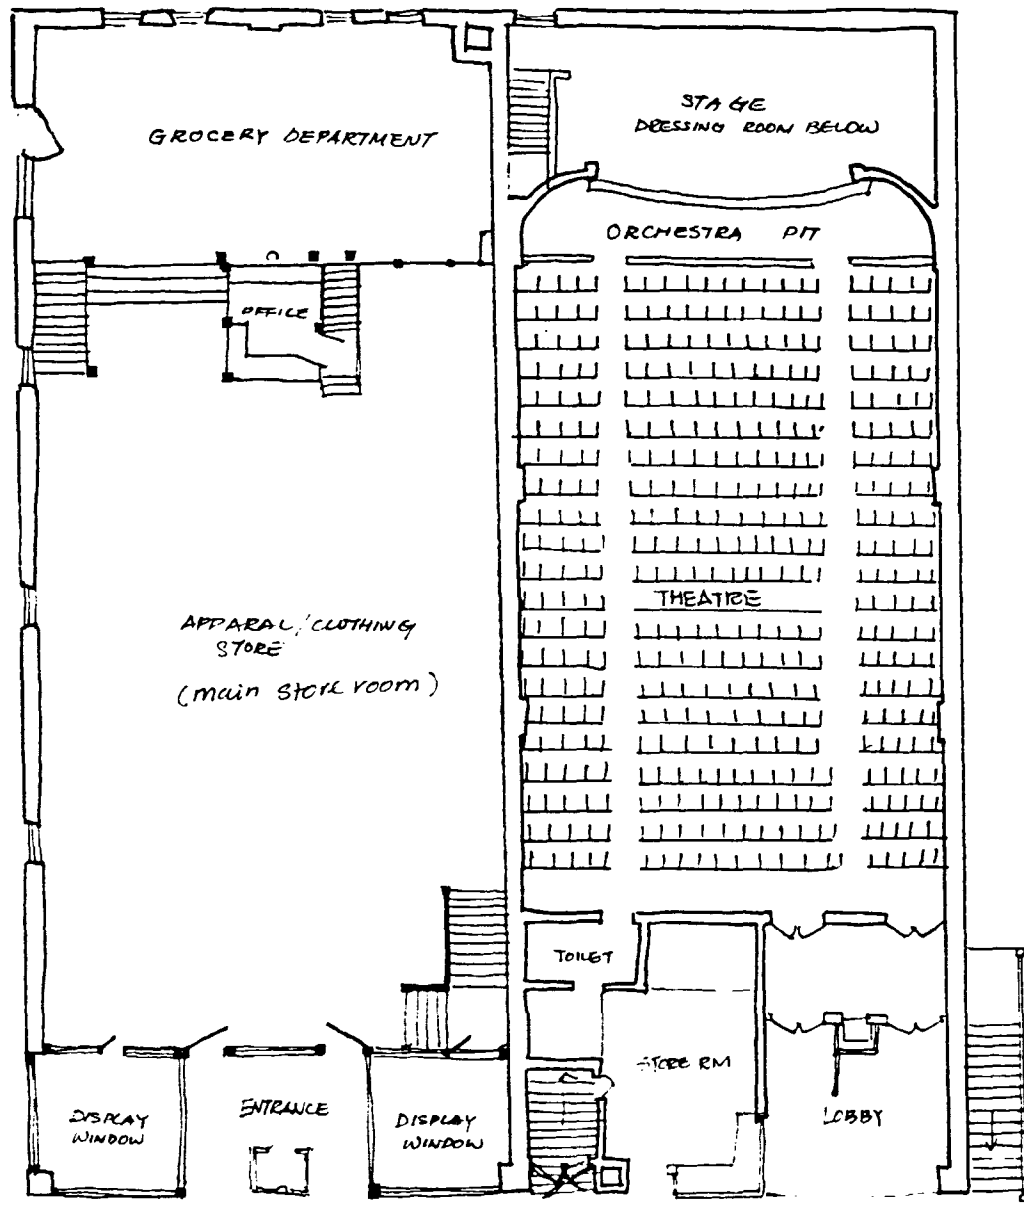 STAGE
DRESSING ROOM BELOW
GROCERY DEPARTMENT
ORCHESTRA PIT
OFFICE
THEATRE
APPARAL/CLOTHING
STORE
(main store room)
TOILET
STORE RM
DISPLAY
WINDOW
ENTRANCE
DISPLAY
WINDOW
LOBBY